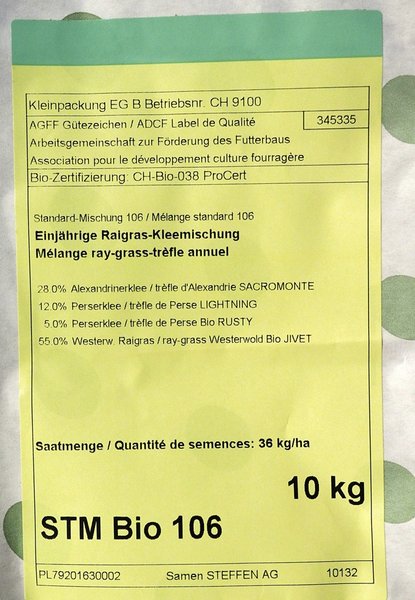 Kleinpackung EG B Betriebsnr. CH 9100
AGFF Gütezeichen / ADCF Label de Qualité 345335
Arbeitsgemeinschaft zur Förderung des Futterbaus
Association pour le développement culture fourragère
Bio-Zertifizierung: CH-Bio-038 ProCert
Standard-Mischung 106 / Mélange standard 106
Einjährige Raigras-Kleemischung
Mélange ray-grass-trèfle annuel
28.0% Alexandrinerklee / trèfle d'Alexandrie SACROMONTE
12.0% Perserklee / trèfle de Perse LIGHTNING
5.0% Perserklee / trèfle de Perse Bio RUSTY
55.0% Westerw. Raigras / ray-grass Westerwold Bio JIVET
Saatmenge / Quantité de semences: 36 kg/ha
10 kg
STM Bio 106
PL79201630002 Samen STEFFEN AG 10132